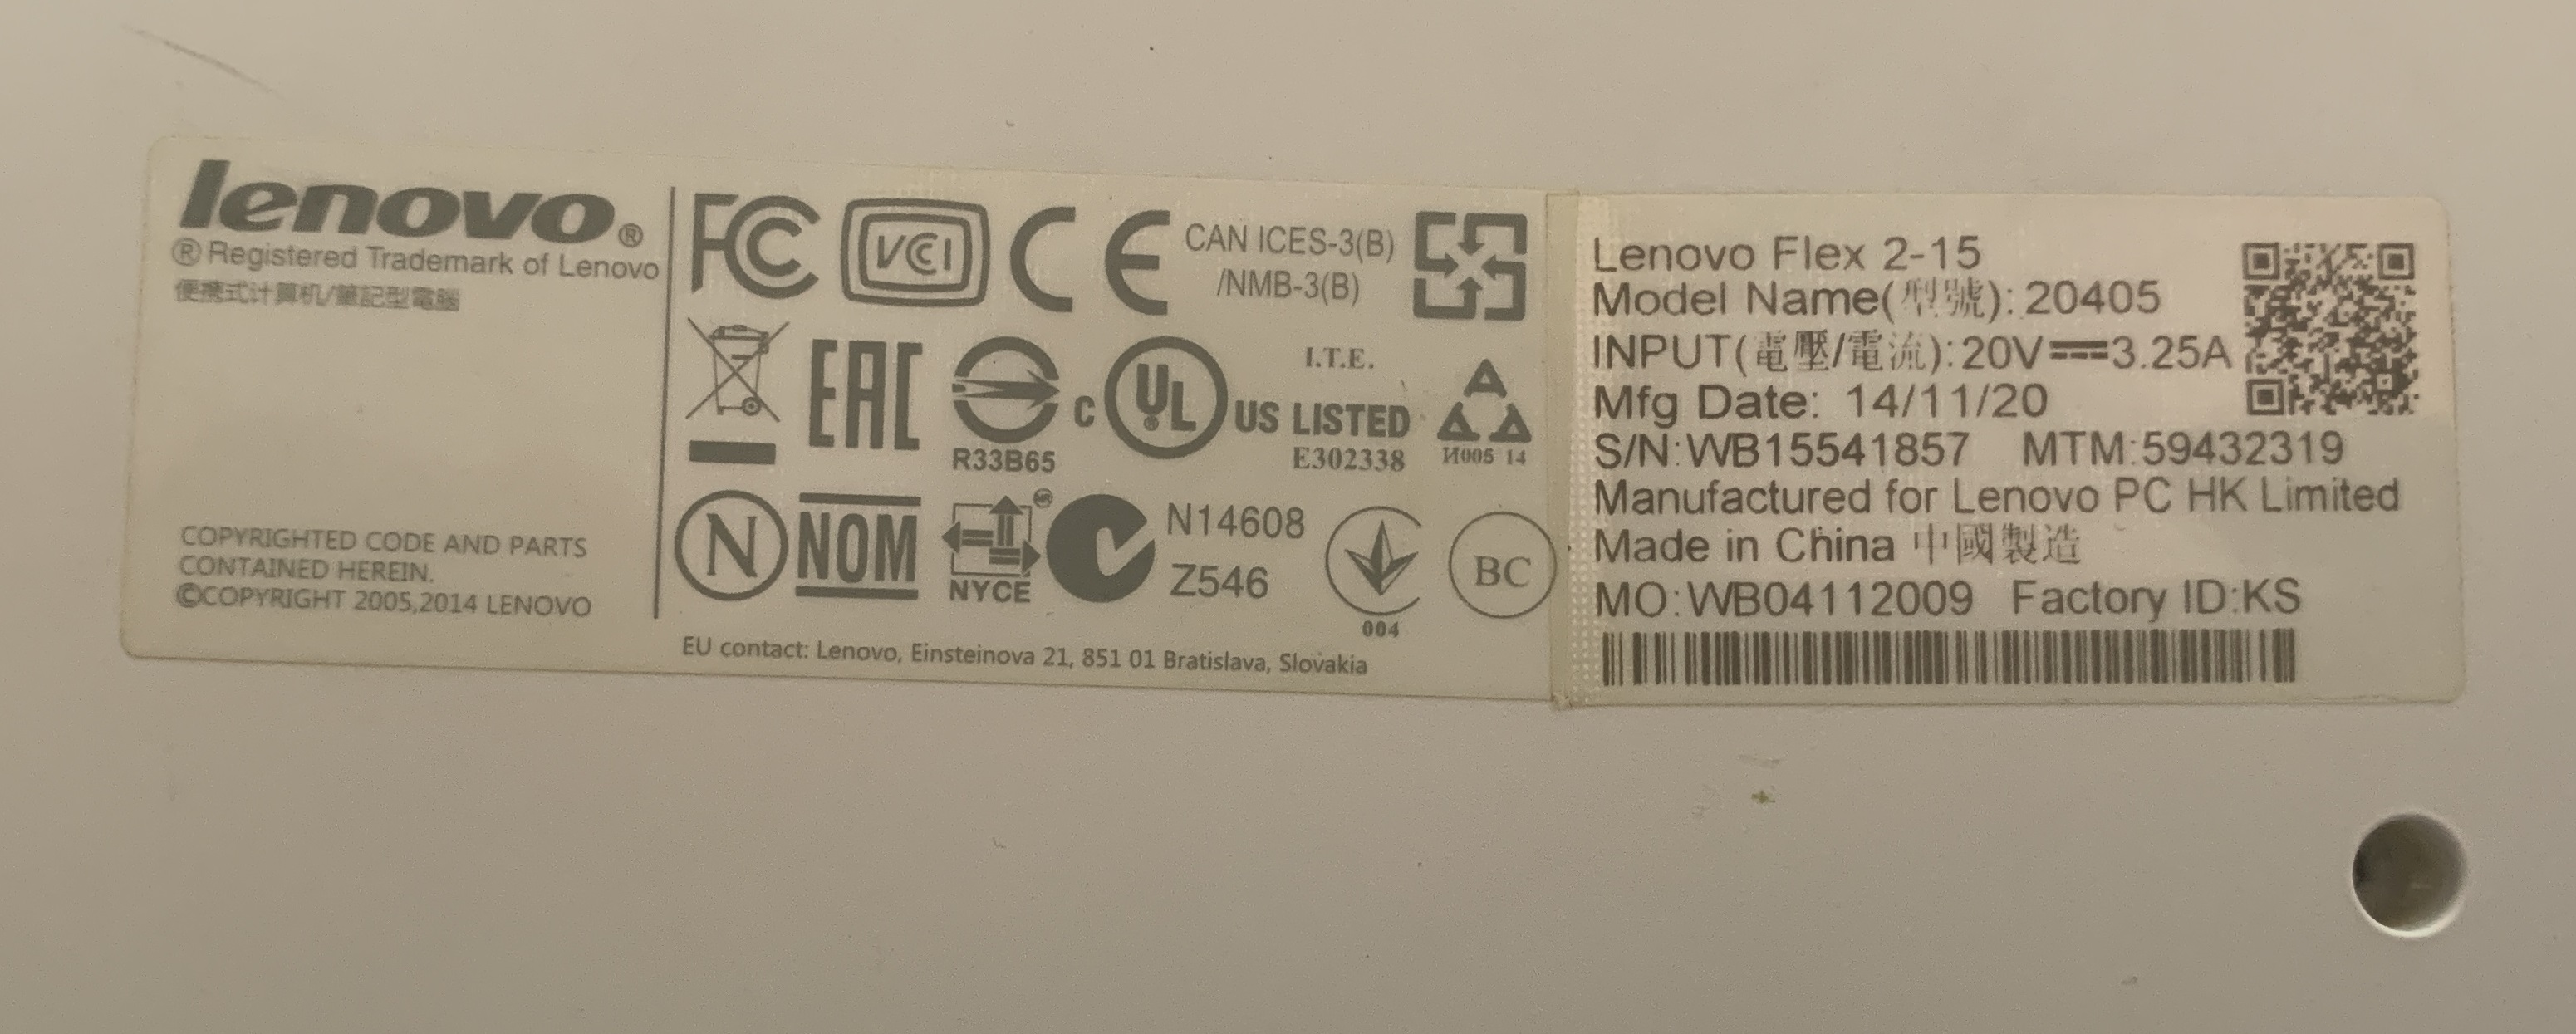 lenovo®
® Registered Trademark of Lenovo
便携式计算机/筆記型電腦
COPYRIGHTED CODE AND PARTS
CONTAINED HEREIN.
©COPYRIGHT 2005,2014 LENOVO
FC VCCI CE CAN ICES-3(B)
/NMB-3(B)
EAC
R33B65
C UL® US LISTED
I.T.E.
E302338
И005 14
N NOM NYCE
N14608
Z546
004
BC
EU contact: Lenovo, Einsteinova 21, 851 01 Bratislava, Slovakia
Lenovo Flex 2-15
Model Name(型號): 20405
INPUT(電壓/電流):20V⎓3.25A
Mfg Date: 14/11/20
S/N:WB15541857 MTM:59432319
Manufactured for Lenovo PC HK Limited
Made in China 中國製造
MO:WB04112009 Factory ID:KS